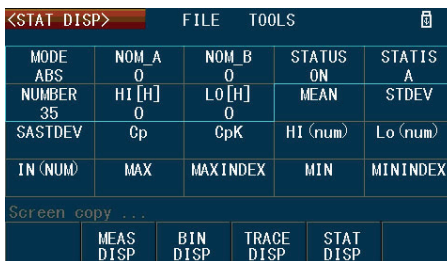 <STAT DISP> FILE TOOLS
MODE NOM_A NOM_B STATUS STATIS
ABS 0 0 ON A
NUMBER HI[H] LO[H] MEAN STDEV
35 0 0
SASTDEV Cp CpK HI(num) Lo(num)
IN(NUM) MAX MAXINDEX MIN MININDEX
Screen copy ...
MEAS BIN TRACE STAT
DISP DISP DISP DISP